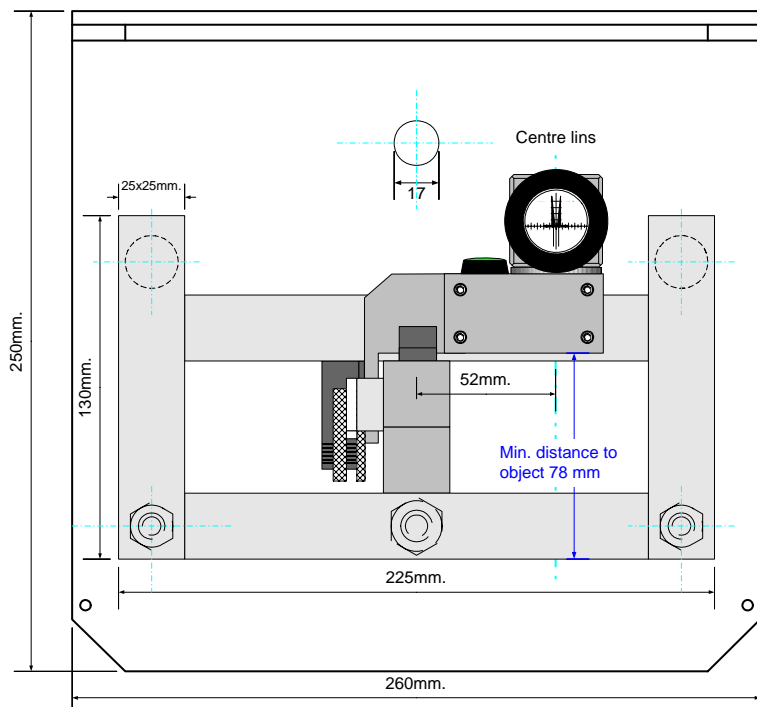 Centre lins
25x25mm.
17
250mm.
130mm.
52mm.
Min. distance to
object 78 mm
225mm.
260mm.